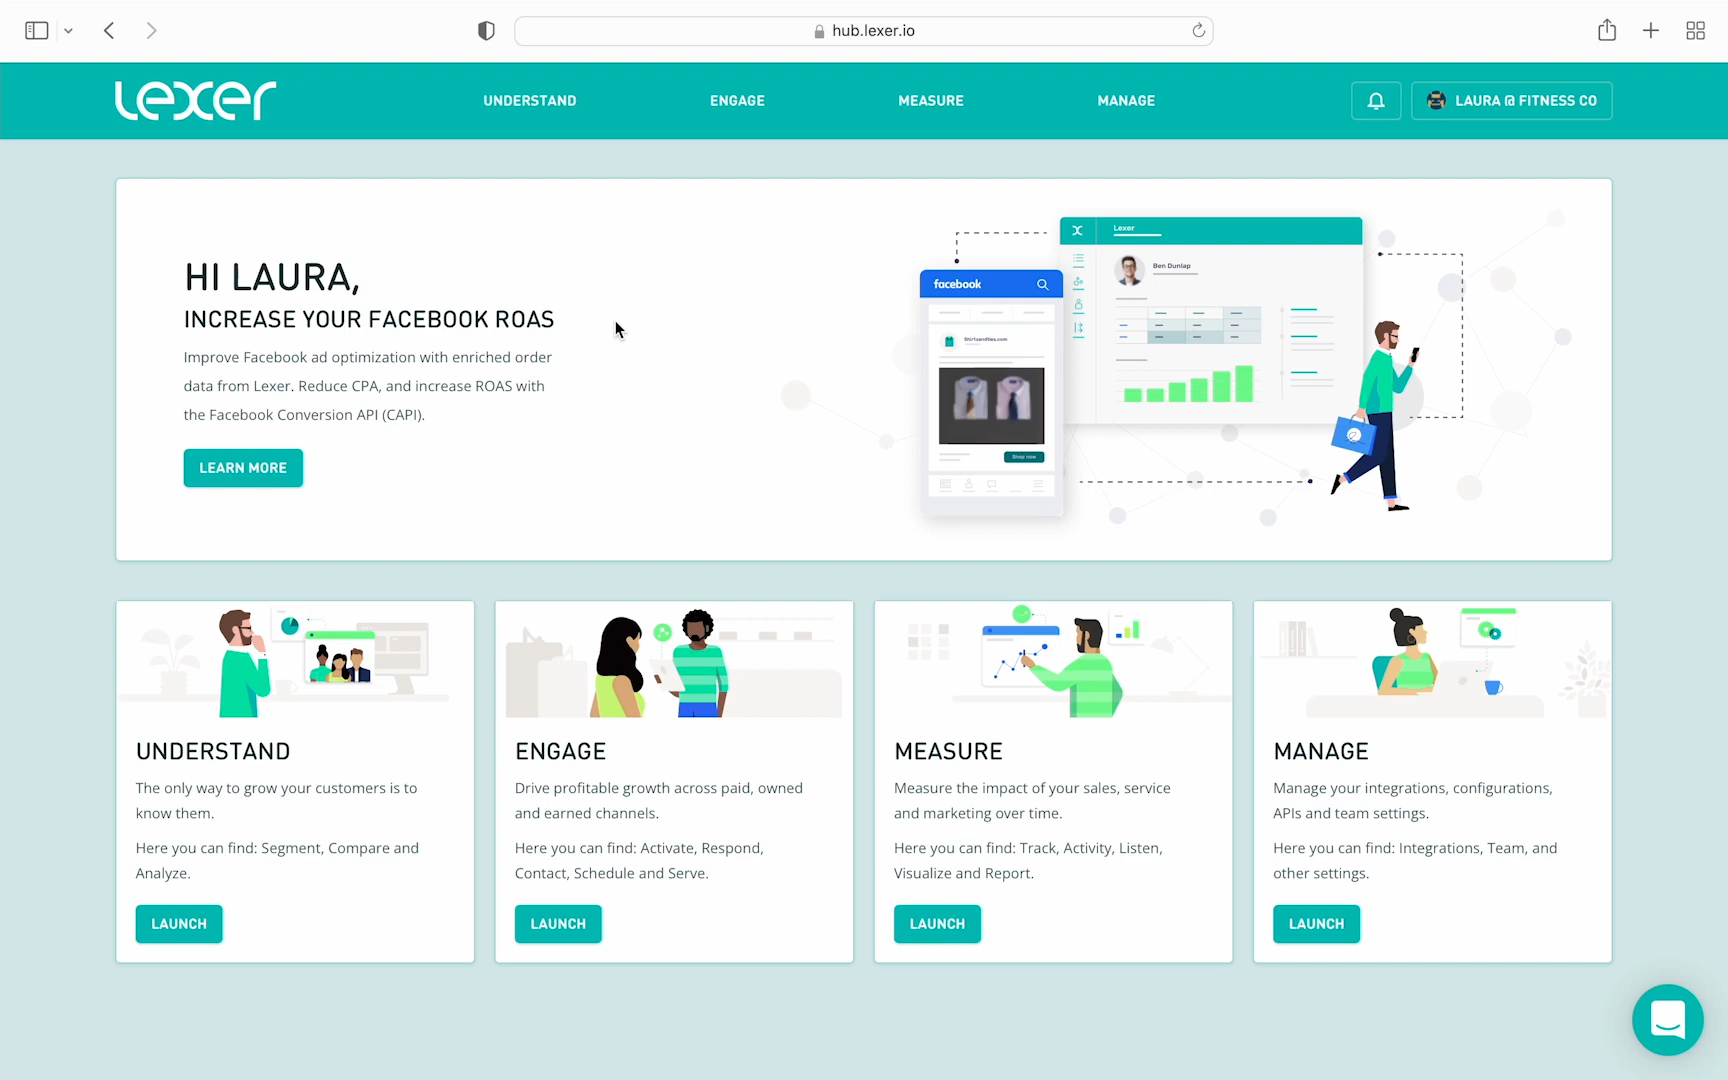 hub.lexer.io
Lexer
UNDERSTAND
ENGAGE
MEASURE
MANAGE
LAURA @ FITNESS CO
HI LAURA,
INCREASE YOUR FACEBOOK ROAS
Improve Facebook ad optimization with enriched order
data from Lexer. Reduce CPA, and increase ROAS with
the Facebook Conversion API (CAPI).
LEARN MORE
Lexer
Ben Dunlap
facebook
Shirtsandties.com
Shop now
UNDERSTAND
The only way to grow your customers is to
know them.
Here you can find: Segment, Compare and
Analyze.
LAUNCH
ENGAGE
Drive profitable growth across paid, owned
and earned channels.
Here you can find: Activate, Respond,
Contact, Schedule and Serve.
LAUNCH
MEASURE
Measure the impact of your sales, service
and marketing over time.
Here you can find: Track, Activity, Listen,
Visualize and Report.
LAUNCH
MANAGE
Manage your integrations, configurations,
APIs and team settings.
Here you can find: Integrations, Team, and
other settings.
LAUNCH